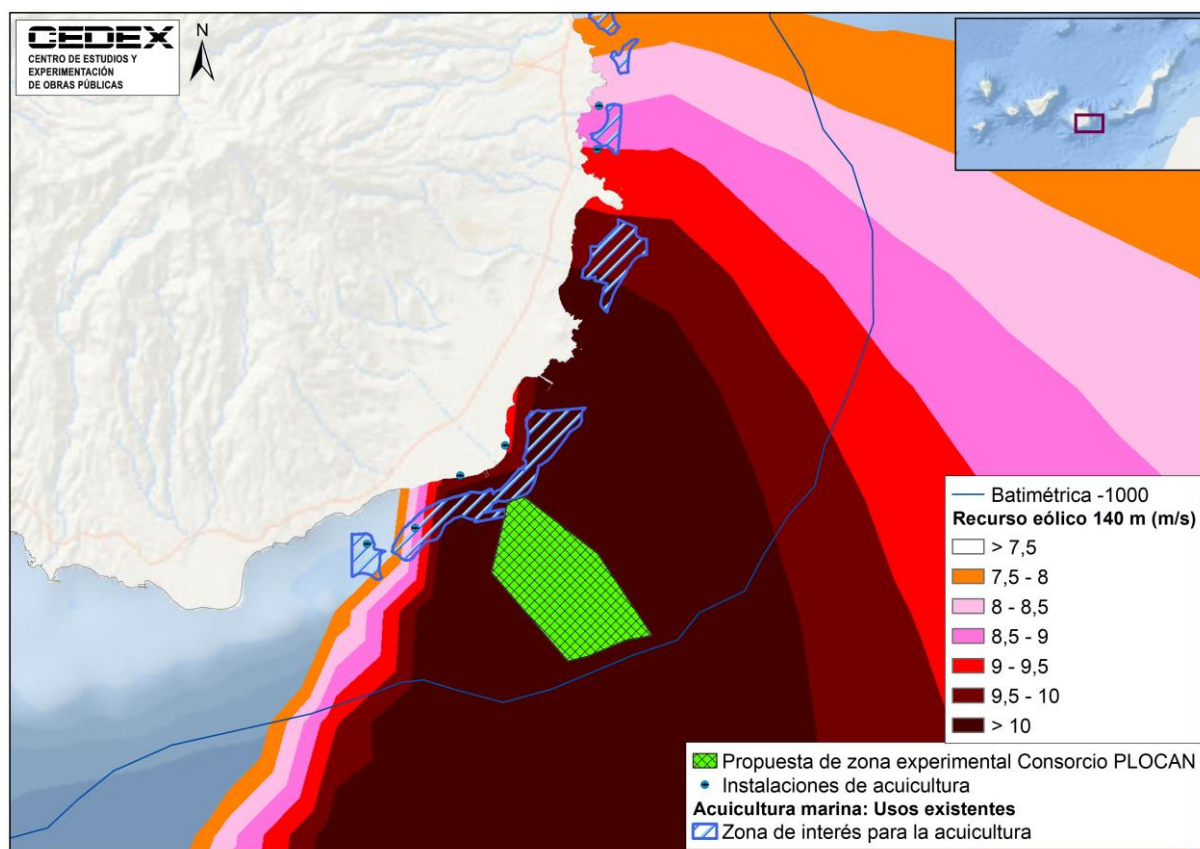 CEDEX
CENTRO DE ESTUDIOS Y
EXPERIMENTACIÓN
DE OBRAS PÚBLICAS
N
Batimétrica -1000
Recurso eólico 140 m (m/s)
> 7,5
7,5 - 8
8 - 8,5
8,5 - 9
9 - 9,5
9,5 - 10
> 10
Propuesta de zona experimental Consorcio PLOCAN
Instalaciones de acuicultura
Acuicultura marina: Usos existentes
Zona de interés para la acuicultura